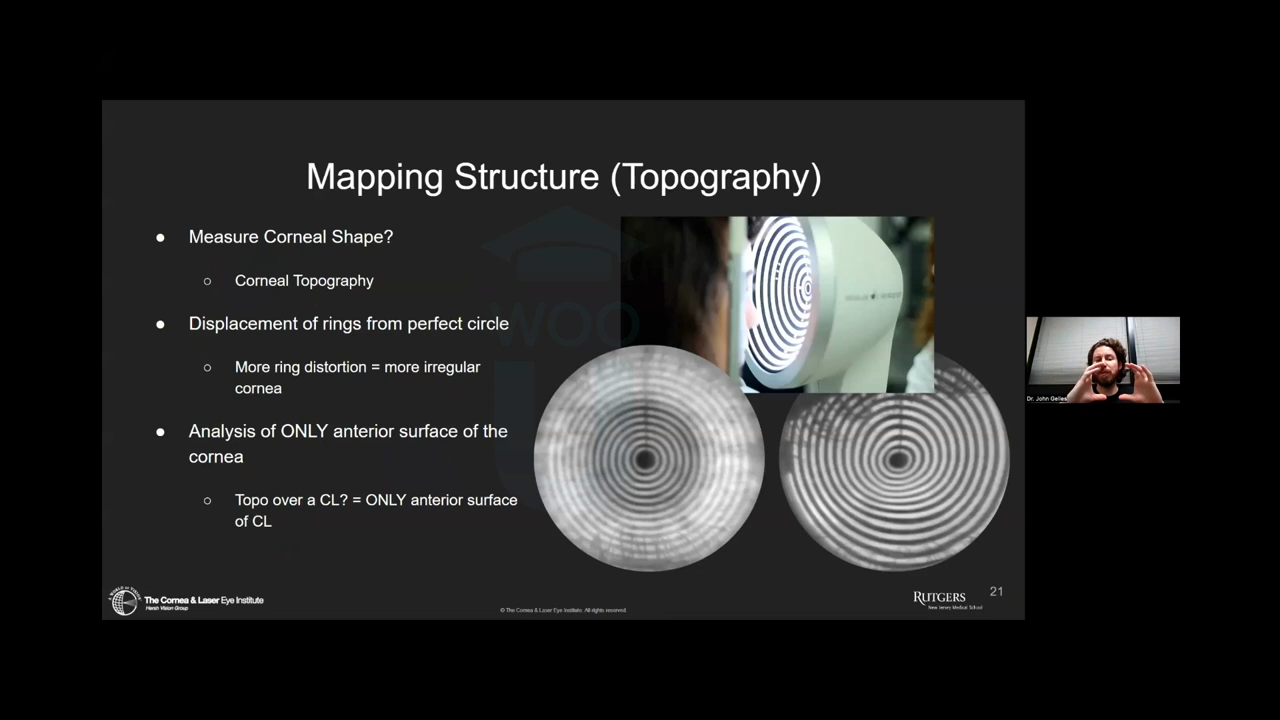 Mapping Structure (Topography)
● Measure Corneal Shape?
○ Corneal Topography
● Displacement of rings from perfect circle
○ More ring distortion = more irregular
cornea
● Analysis of ONLY anterior surface of the
cornea
○ Topo over a CL? = ONLY anterior surface
of CL
WOO
The Cornea & Laser Eye Institute
Hersh Vision Group
© The Cornea & Laser Eye Institute. All rights reserved.
RUTGERS
New Jersey Medical School
21
Dr. John Gelles